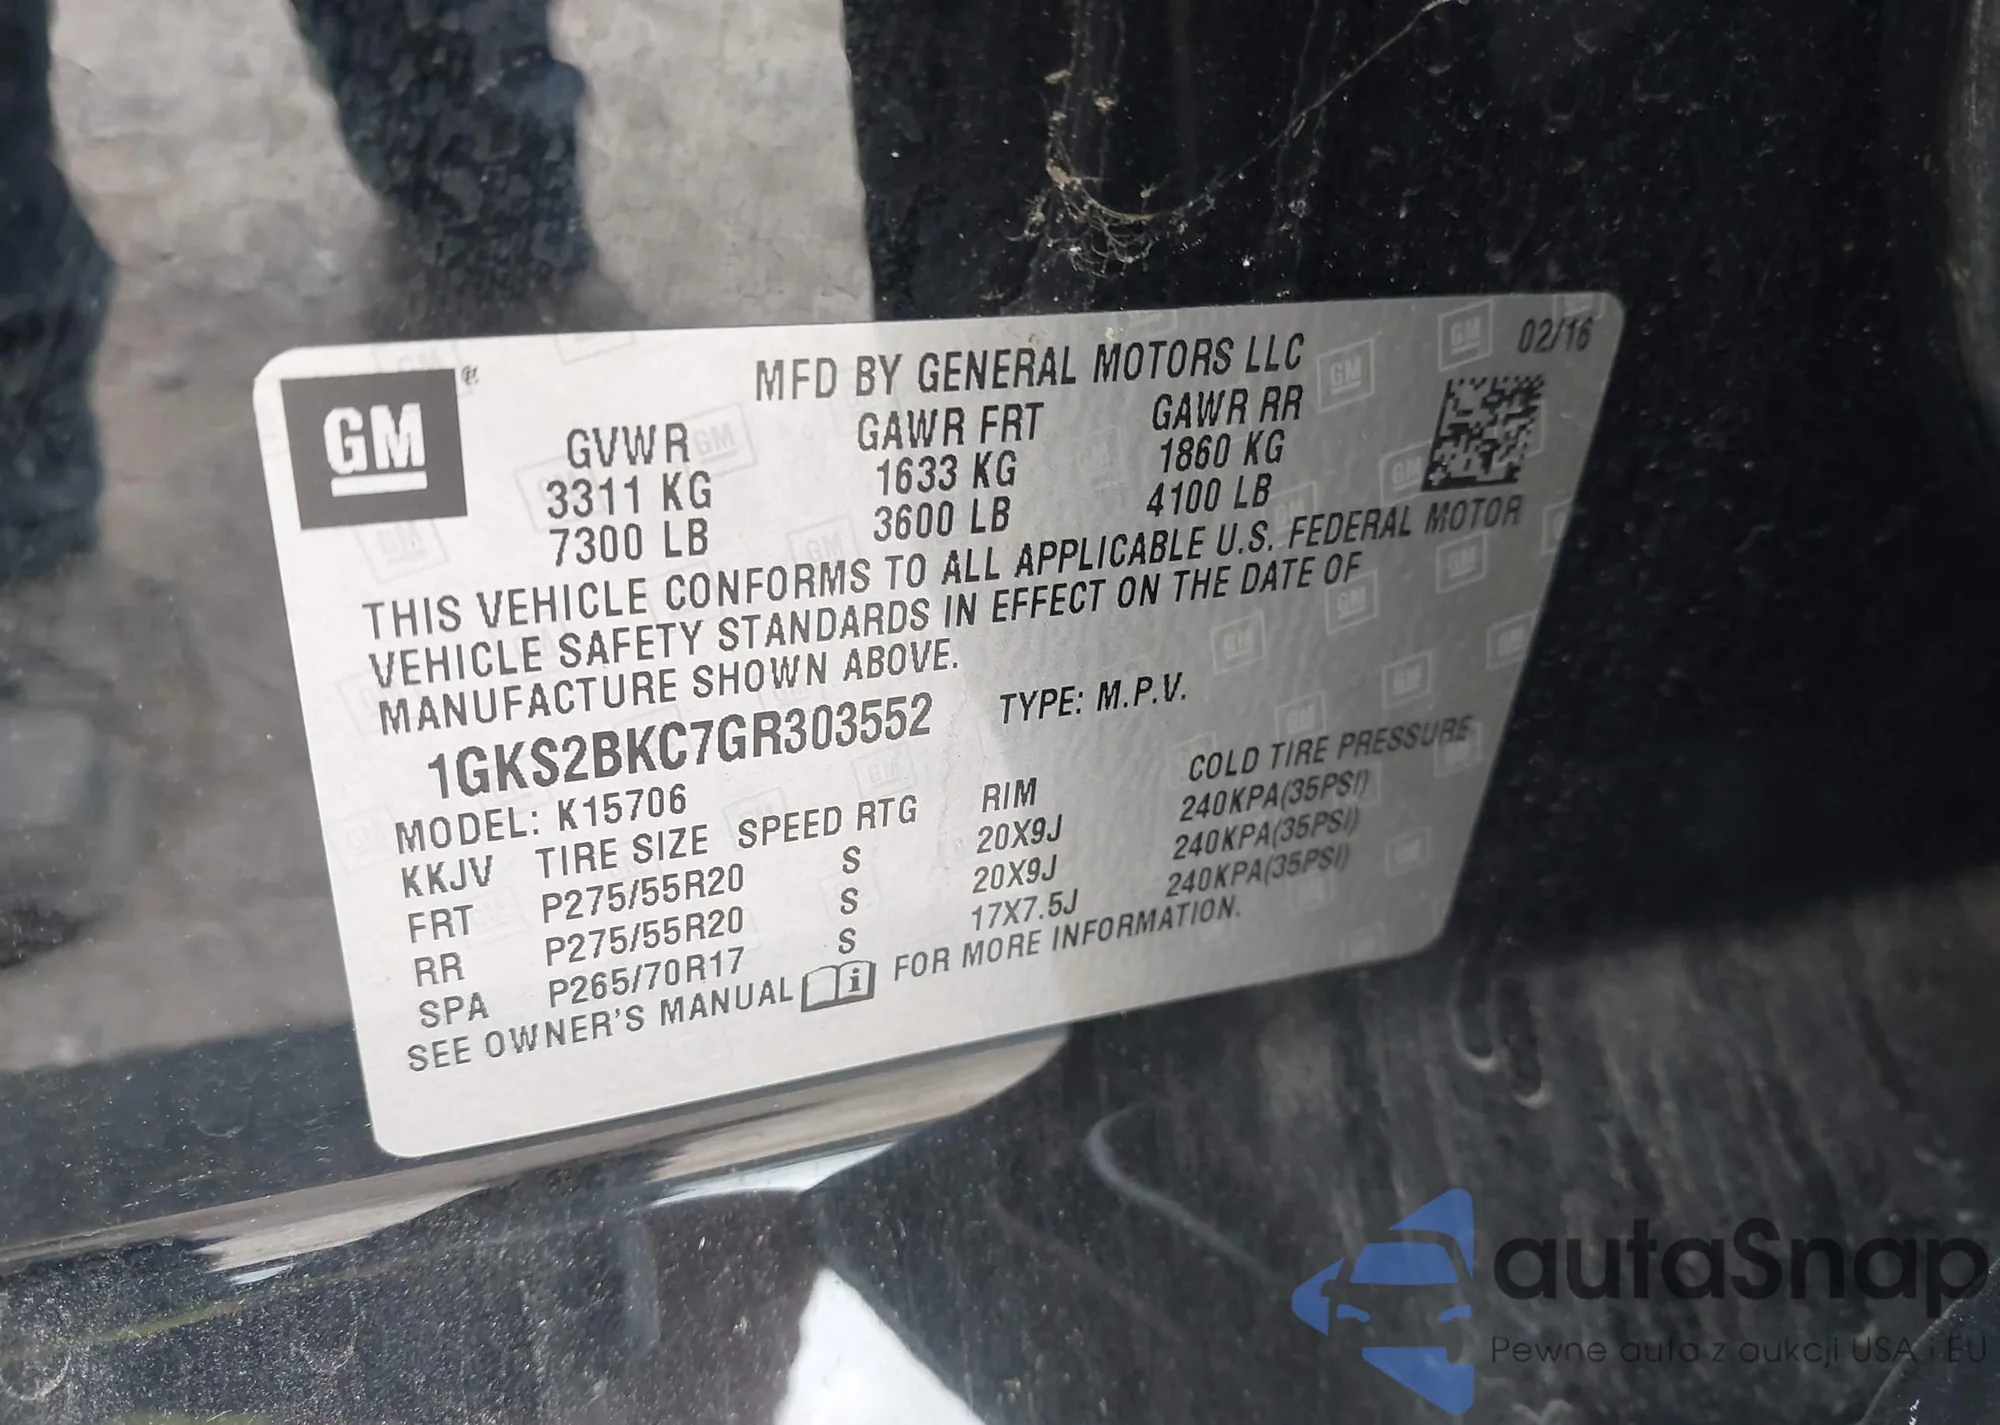 GM ®
MFD BY GENERAL MOTORS LLC
02/16
GVWR GAWR FRT GAWR RR
3311 KG 1633 KG 1860 KG
7300 LB 3600 LB 4100 LB
THIS VEHICLE CONFORMS TO ALL APPLICABLE U.S. FEDERAL MOTOR
VEHICLE SAFETY STANDARDS IN EFFECT ON THE DATE OF
MANUFACTURE SHOWN ABOVE.
1GKS2BKC7GR303552 TYPE: M.P.V.
MODEL: K15706
KKJV TIRE SIZE SPEED RTG RIM COLD TIRE PRESSURE
FRT P275/55R20 S 20X9J 240KPA(35PSI)
RR P275/55R20 S 20X9J 240KPA(35PSI)
SPA P265/70R17 S 17X7.5J 240KPA(35PSI)
SEE OWNER'S MANUAL FOR MORE INFORMATION.
autaSnap
Pewne auta z aukcji USA i EU